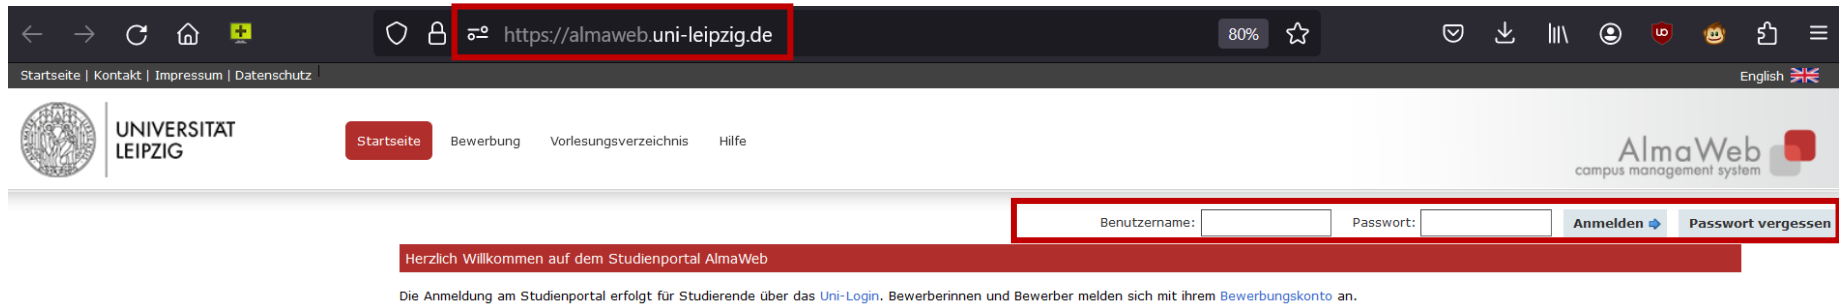 https://almaweb.uni-leipzig.de
80%
Startseite | Kontakt | Impressum | Datenschutz
English
UNIVERSITÄT
LEIPZIG
Startseite Bewerbung Vorlesungsverzeichnis Hilfe
AlmaWeb
campus management system
Benutzername: Passwort: Anmelden Passwort vergessen
Herzlich Willkommen auf dem Studienportal AlmaWeb
Die Anmeldung am Studienportal erfolgt für Studierende über das Uni-Login. Bewerberinnen und Bewerber melden sich mit ihrem Bewerbungskonto an.